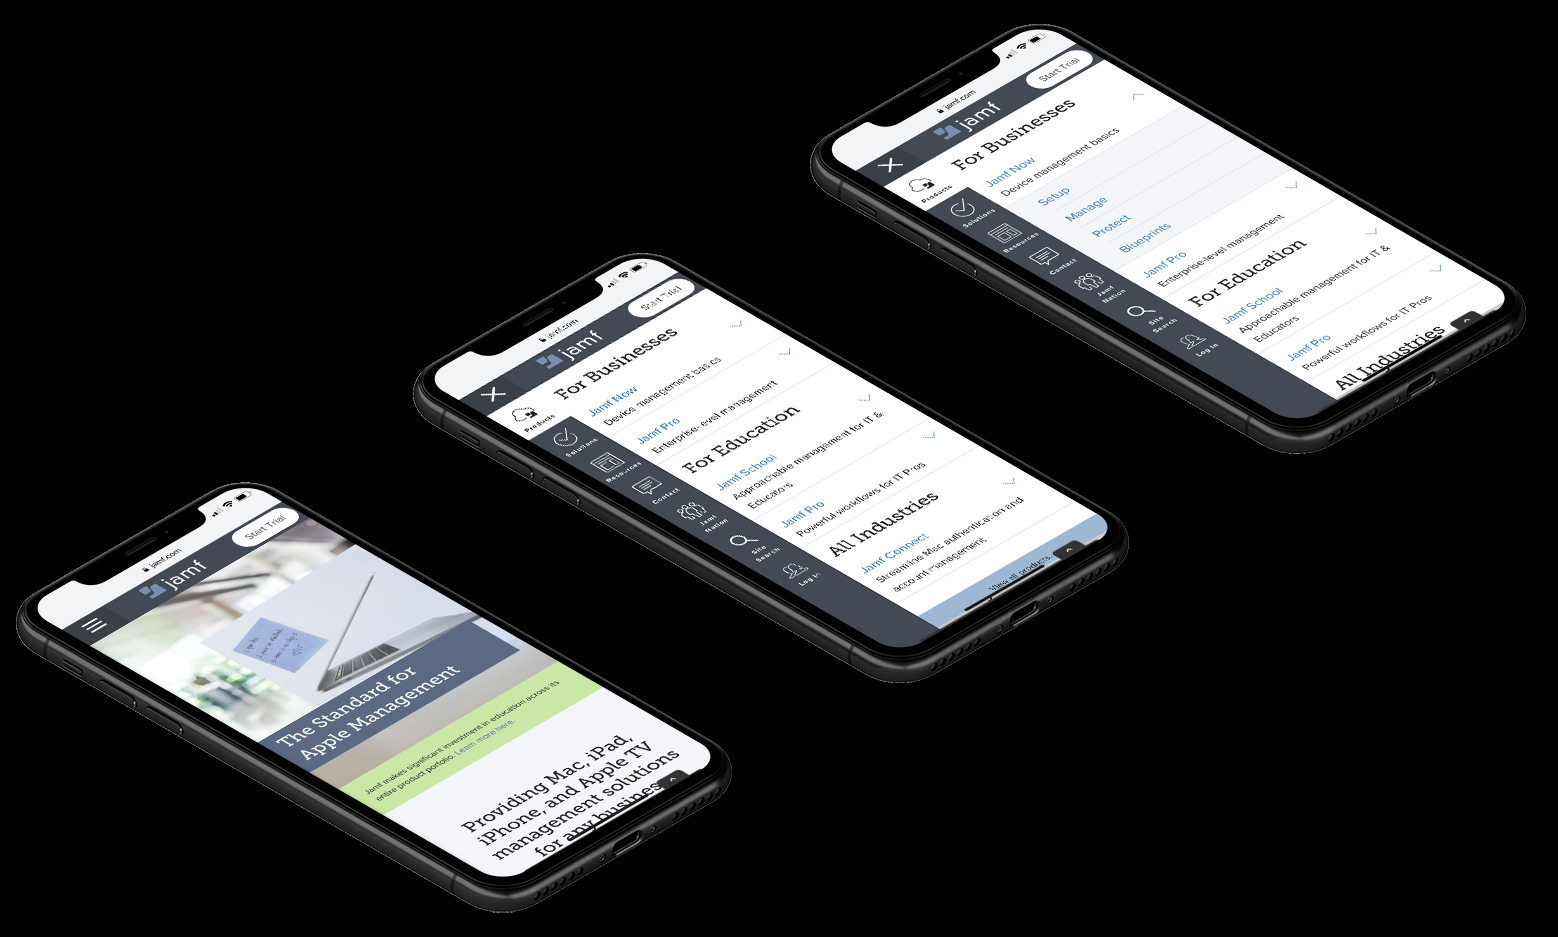 jamf.com
jamf
Start Trial
The Standard for
Apple Management
Jamf makes significant investment in education across its
entire product portfolio. Learn more here.
Providing Mac, iPad,
iPhone, and Apple TV
management solutions
for any business
jamf.com
jamf
Start Trial
Products
Solutions
Resources
Contact
Jamf
Nation
Site
Search
Log In
For Businesses
Jamf Now
Device management basics
Jamf Pro
Enterprise-level management
For Education
Jamf School
Approachable management for IT &
Educators
Jamf Pro
Powerful workflows for IT Pros
All Industries
Jamf Connect
Streamline Mac authentication and
account management
View all products
jamf.com
jamf
Start Trial
Products
Solutions
Resources
Contact
Jamf
Nation
Site
Search
Log In
For Businesses
Jamf Now
Device management basics
Setup
Manage
Protect
Blueprints
Jamf Pro
Enterprise-level management
For Education
Jamf School
Approachable management for IT &
Educators
Jamf Pro
Powerful workflows for IT Pros
All Industries